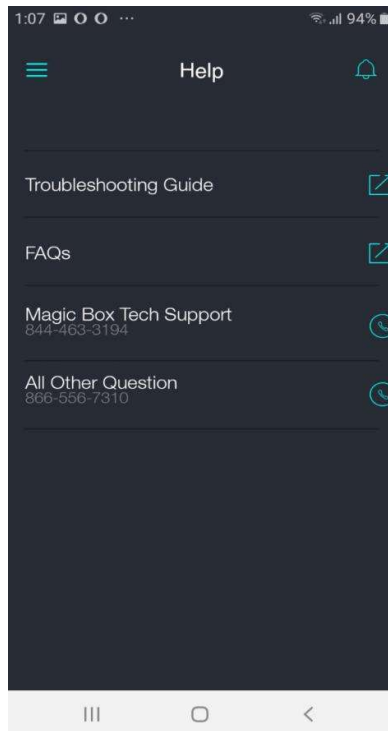 1:07
94%
Help
Troubleshooting Guide
FAQs
Magic Box Tech Support
844-463-3194
All Other Question
866-556-7310